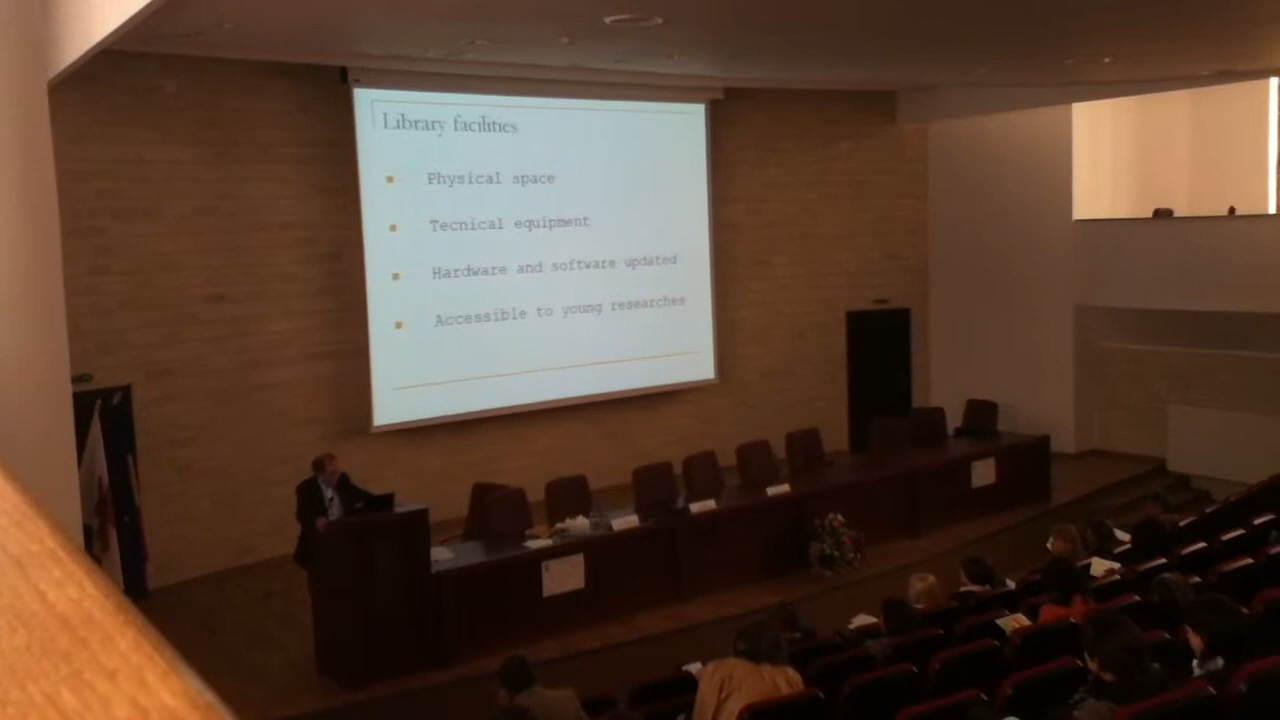 Library facilities
Physical space
Tecnical equipment
Hardware and software updated
Accessible to young researches